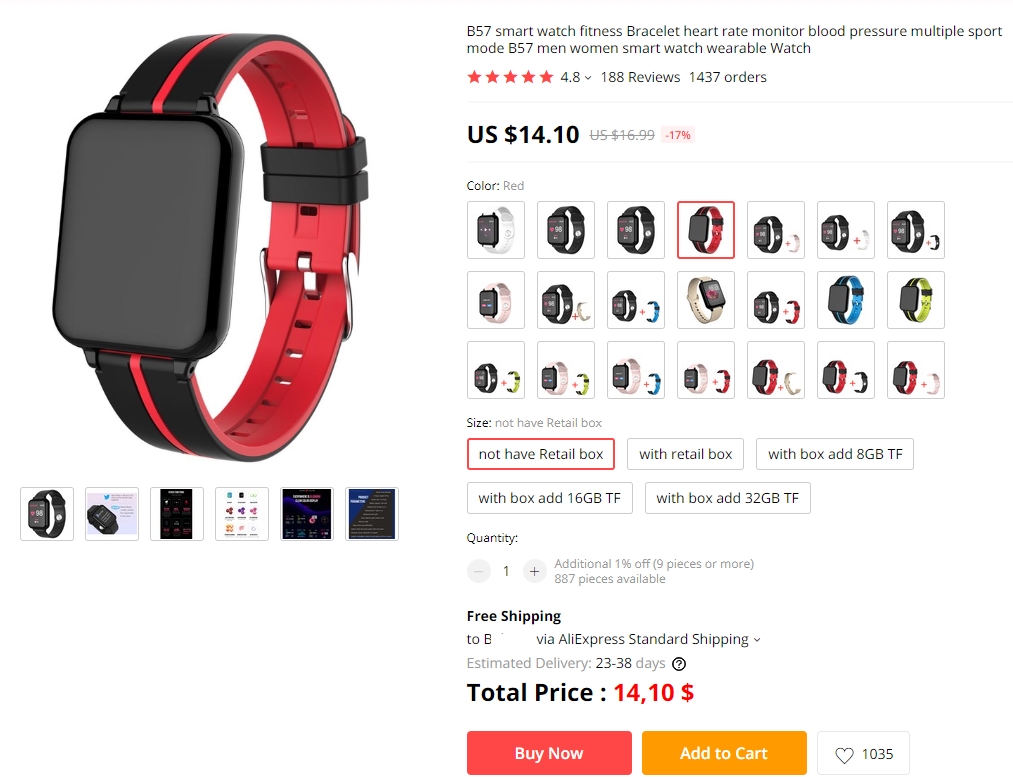 B57 smart watch fitness Bracelet heart rate monitor blood pressure multiple sport
mode B57 men women smart watch wearable Watch
4.8 188 Reviews 1437 orders
US $14.10 US $16.99 -17%
Color: Red
Size: not have Retail box
not have Retail box with retail box with box add 8GB TF
with box add 16GB TF with box add 32GB TF
Quantity:
1
Additional 1% off (9 pieces or more)
887 pieces available
Free Shipping
to B via AliExpress Standard Shipping
Estimated Delivery: 23-38 days ?
Total Price : 14,10 $
Buy Now Add to Cart 1035